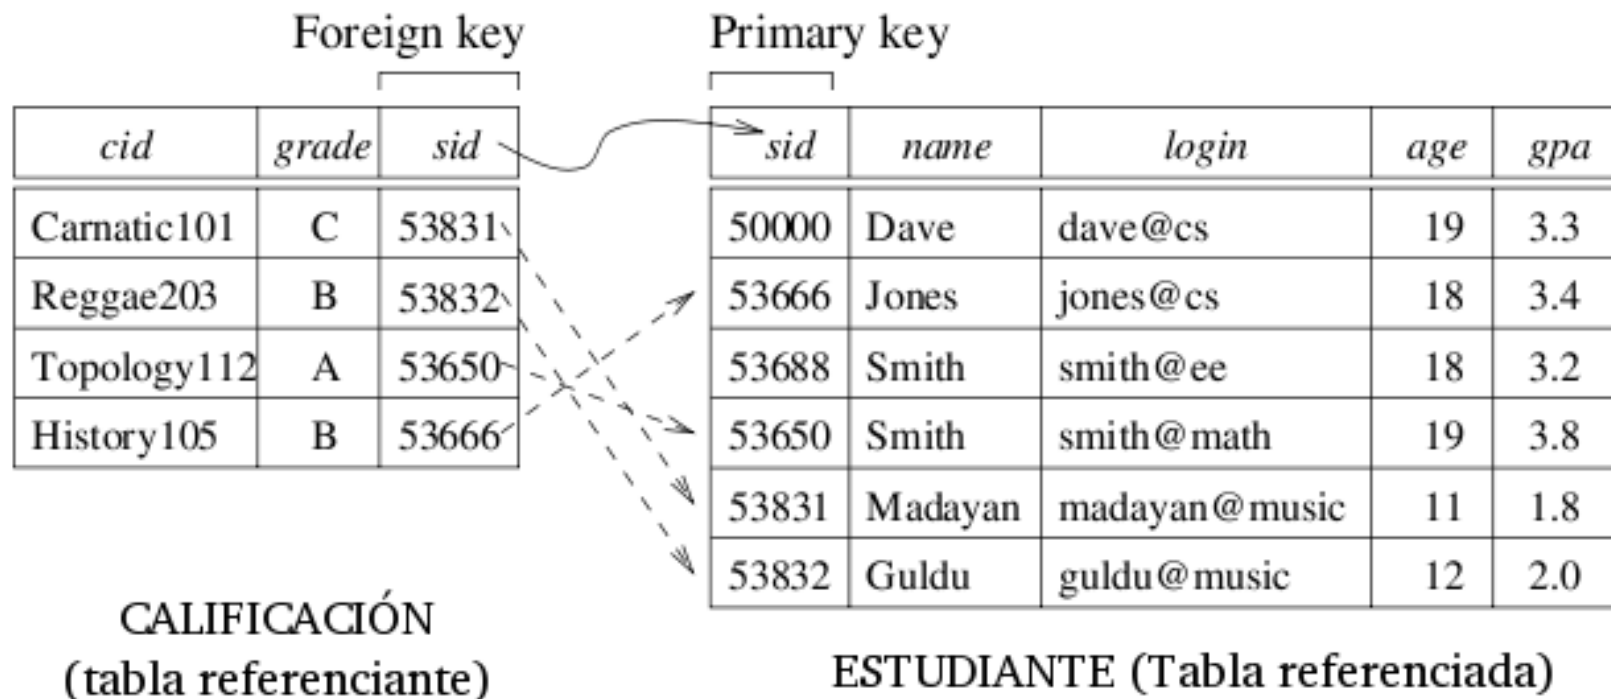 Foreign key
Primary key
cid grade sid
Carnatic101 C 53831
Reggae203 B 53832
Topology112 A 53650
History105 B 53666
CALIFICACIÓN
(tabla referenciante)
sid name login age gpa
50000 Dave dave@cs 19 3.3
53666 Jones jones@cs 18 3.4
53688 Smith smith@ee 18 3.2
53650 Smith smith@math 19 3.8
53831 Madayan madayan@music 11 1.8
53832 Guldu guldu@music 12 2.0
ESTUDIANTE (Tabla referenciada)